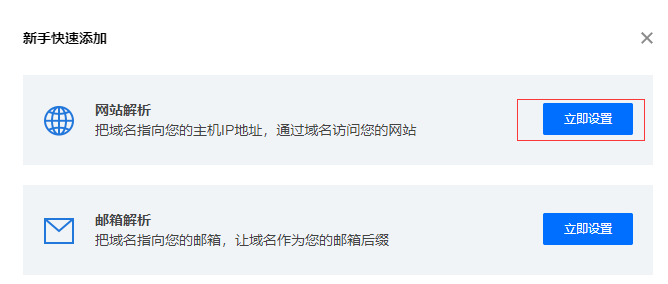 新手快速添加
网站解析
把域名指向您的主机IP地址，通过域名访问您的网站
立即设置
邮箱解析
把域名指向您的邮箱，让域名作为您的邮箱后缀
立即设置